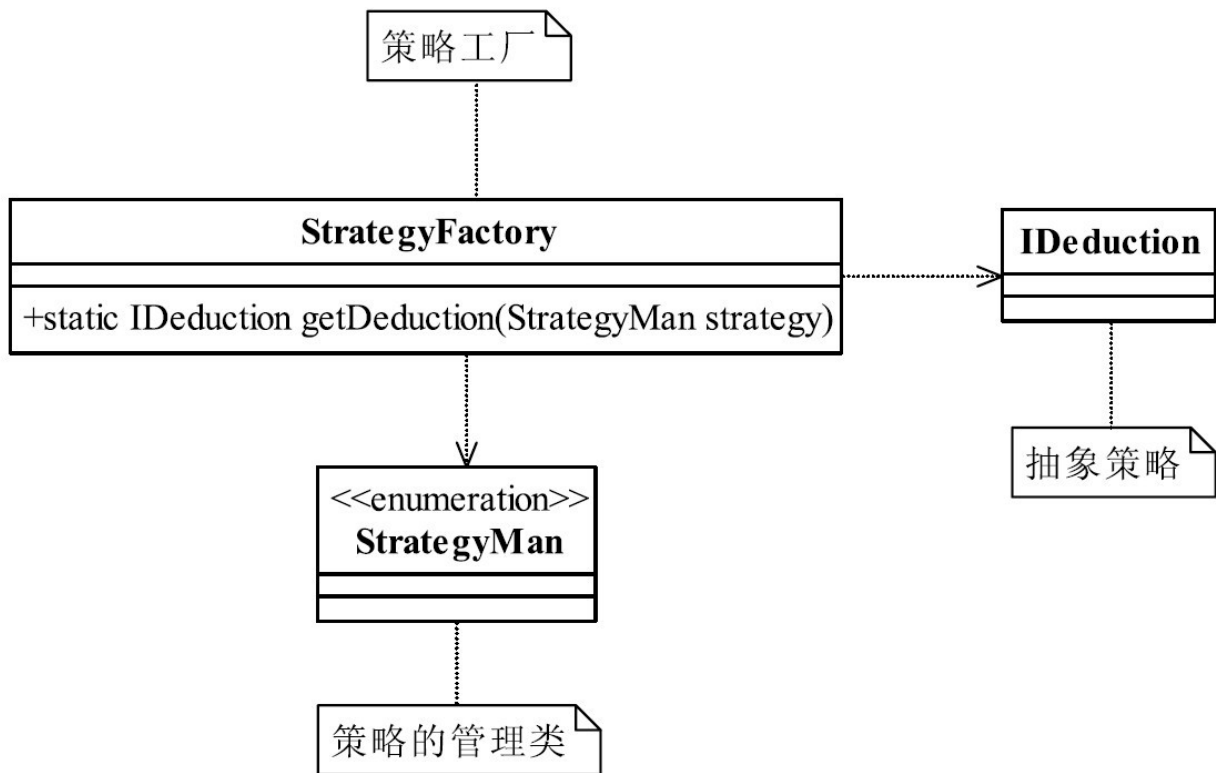 策略工厂
StrategyFactory
+static IDeduction getDeduction(StrategyMan strategy)
IDeduction
抽象策略
<<enumeration>>
StrategyMan
策略的管理类